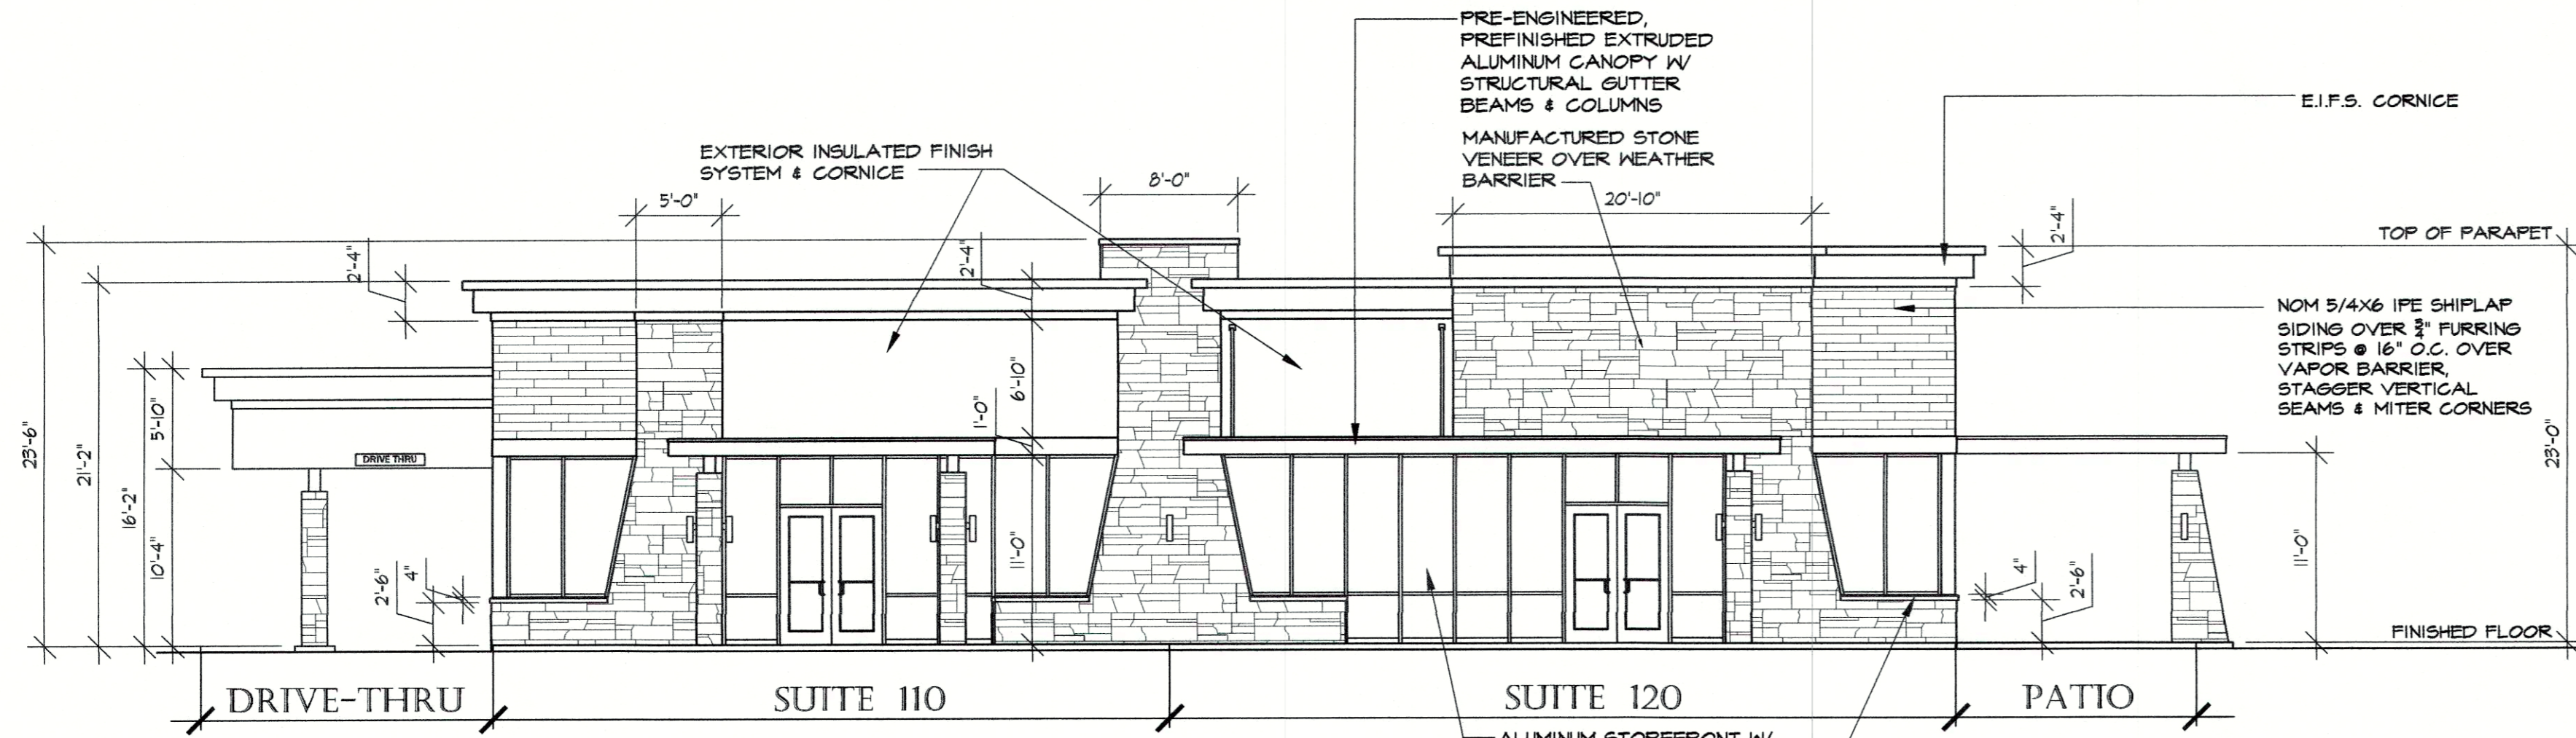 PRE-ENGINEERED,
PREFINISHED EXTRUDED
ALUMINUM CANOPY W/
STRUCTURAL GUTTER
BEAMS & COLUMNS
E.I.F.S. CORNICE
MANUFACTURED STONE
VENEER OVER WEATHER
BARRIER
EXTERIOR INSULATED FINISH
SYSTEM & CORNICE
8'-0"
5'-0"
20'-10"
2'-4"
2'-4"
2'-4"
TOP OF PARAPET
NOM 5/4X6 IPE SHIPLAP
SIDING OVER 3/4" FURRING
STRIPS @ 16" O.C. OVER
VAPOR BARRIER,
STAGGER VERTICAL
SEAMS & MITER CORNERS
23'-6"
21'-2"
16'-2"
5'-10"
10'-4"
6'-10"
1'-0"
11'-0"
DRIVE THRU
2'-6"
4"
4"
2'-6"
11'-0"
23'-0"
FINISHED FLOOR
DRIVE-THRU
SUITE 110
SUITE 120
PATIO
ALUMINUM STOREFRONT W/